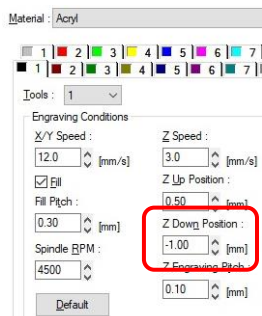 Material : Acryl
1 2 3 4 5 6 7
1 2 3 4 5 6 7
Tools : 1
Engraving Conditions
X/Y Speed : Z Speed :
12.0 [mm/s] 3.0 [mm/s]
Fill Z Up Position :
Fill Pitch : 0.50 [mm]
0.30 [mm] Z Down Position :
Spindle RPM : -1.00 [mm]
4500 Z Engraving Pitch :
Default 0.10 [mm]